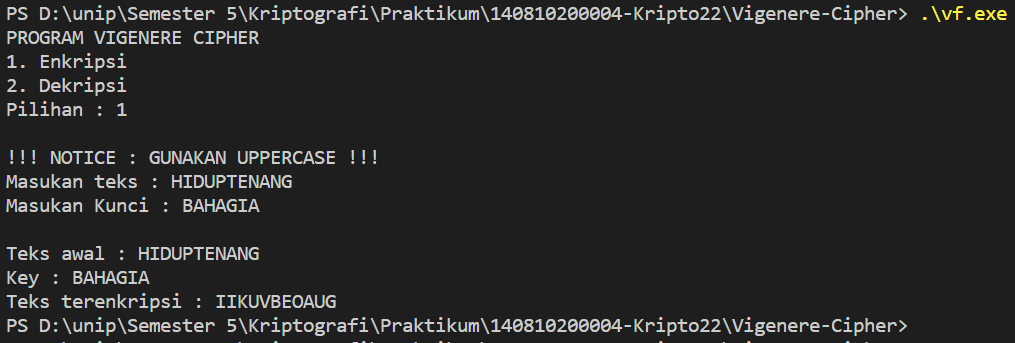 PS D:\unip\Semester 5\Kriptografi\Praktikum\140810200004-Kripto22\Vigenere-Cipher> .\vf.exe
PROGRAM VIGENERE CIPHER
1. Enkripsi
2. Dekripsi
Pilihan : 1
!!! NOTICE : GUNAKAN UPPERCASE !!!
Masukan teks : HIDUPTENANG
Masukan Kunci : BAHAGIA
Teks awal : HIDUPTENANG
Key : BAHAGIA
Teks terenkripsi : IIKUVBEOAUG
PS D:\unip\Semester 5\Kriptografi\Praktikum\140810200004-Kripto22\Vigenere-Cipher>